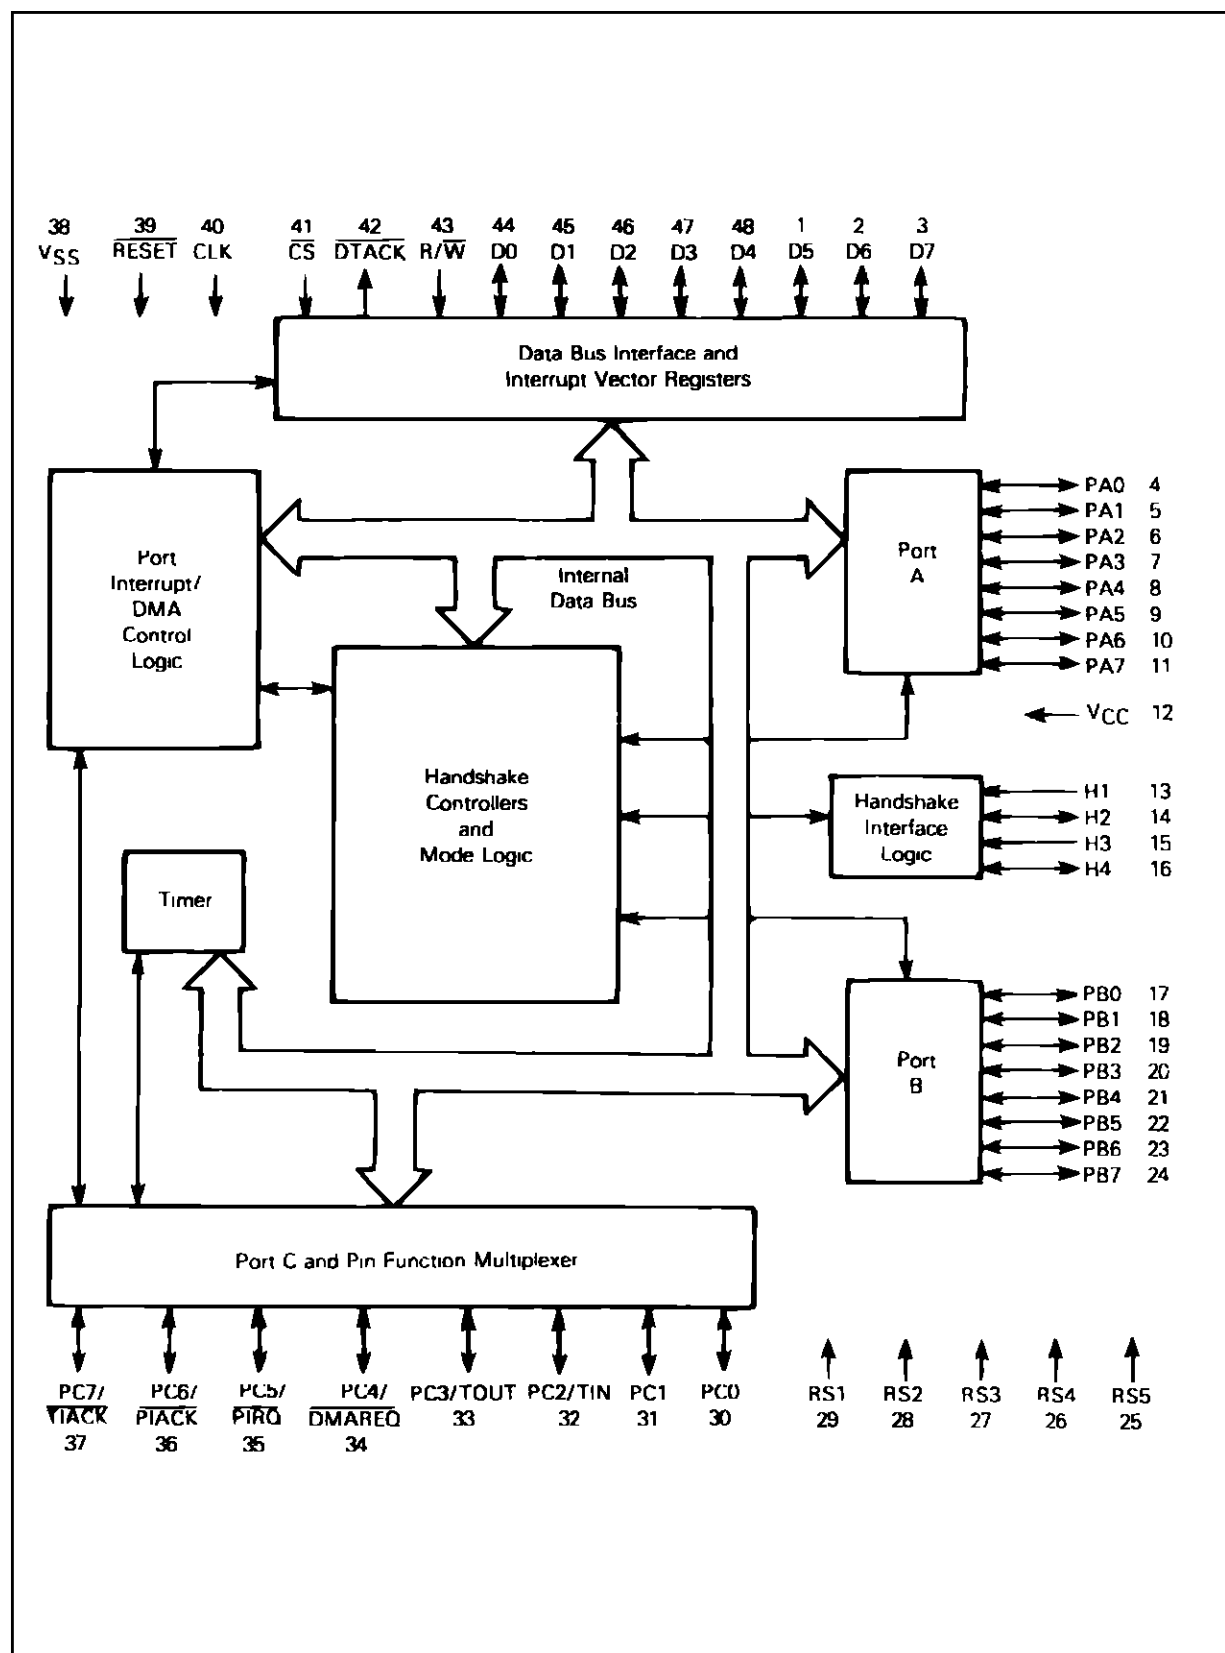 38 39 40 41 42 43 44 45 46 47 48 1 2 3
VSS RESET CLK CS DTACK R/W D0 D1 D2 D3 D4 D5 D6 D7
Data Bus Interface and
Interrupt Vector Registers
Port
Interrupt/
DMA
Control
Logic
Internal
Data Bus
Port
A
PA0 4
PA1 5
PA2 6
PA3 7
PA4 8
PA5 9
PA6 10
PA7 11
VCC 12
Handshake
Controllers
and
Mode Logic
Handshake
Interface
Logic
H1 13
H2 14
H3 15
H4 16
Timer
Port
B
PB0 17
PB1 18
PB2 19
PB3 20
PB4 21
PB5 22
PB6 23
PB7 24
Port C and Pin Function Multiplexer
PC7/ PC6/ PC5/ PC4/ PC3/TOUT PC2/TIN PC1 PC0 RS1 RS2 RS3 RS4 RS5
TIACK PIACK PIRQ DMAREQ 33 32 31 30 29 28 27 26 25
37 36 35 34